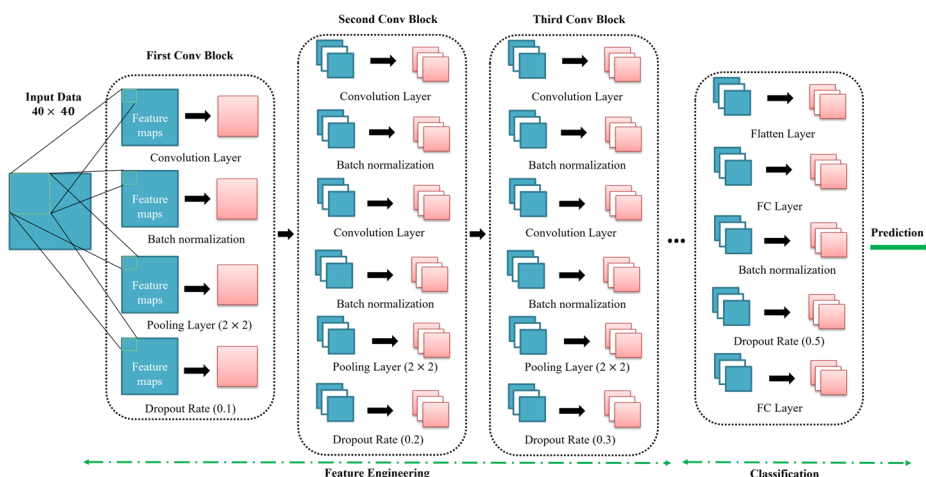 First Conv Block
Second Conv Block
Third Conv Block
Input Data
40 × 40
Feature
maps
Convolution Layer
Feature
maps
Batch normalization
Feature
maps
Pooling Layer (2 × 2)
Feature
maps
Dropout Rate (0.1)
Convolution Layer
Batch normalization
Convolution Layer
Batch normalization
Pooling Layer (2 × 2)
Dropout Rate (0.2)
Convolution Layer
Batch normalization
Convolution Layer
Batch normalization
Pooling Layer (2 × 2)
Dropout Rate (0.3)
Flatten Layer
FC Layer
Batch normalization
Dropout Rate (0.5)
FC Layer
Prediction
Feature Engineering
Classification